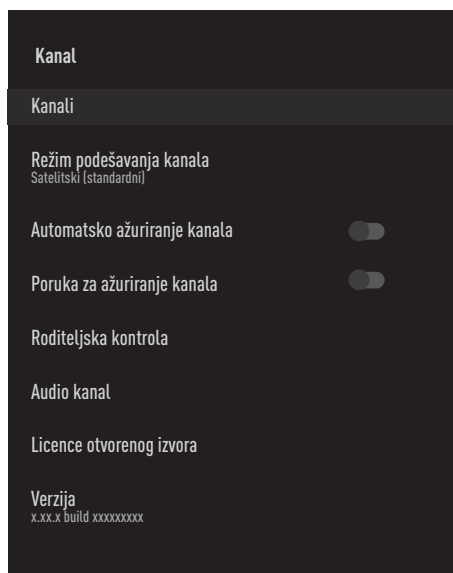 Kanal
Kanali
Režim podešavanja kanala
Satelitski (standardni)
Automatsko ažuriranje kanala
Poruka za ažuriranje kanala
Roditeljska kontrola
Audio kanal
Licence otvorenog izvora
Verzija
x.xx.x build xxxxxxxxx